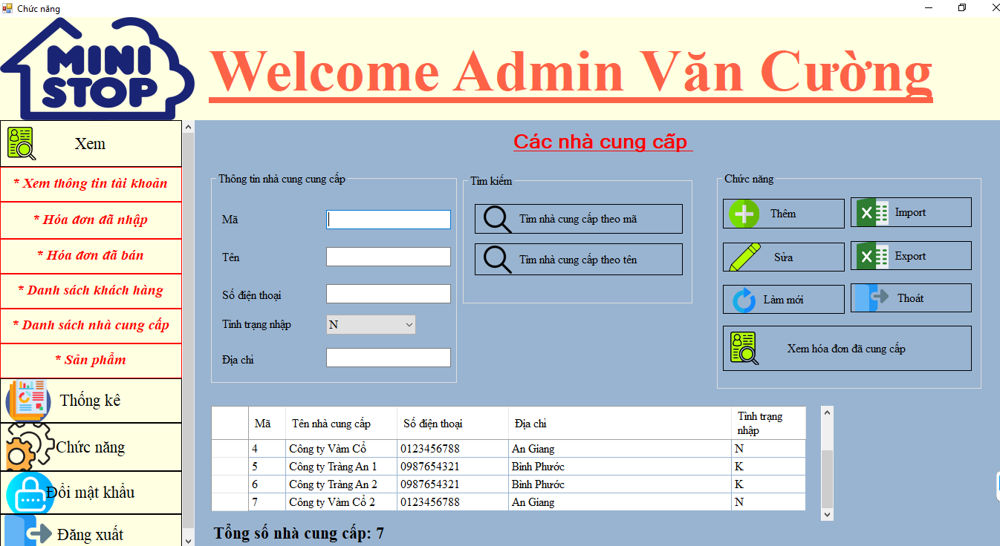 Chức năng
MINI
STOP
Welcome Admin Văn Cường
Xem
* Xem thông tin tài khoản
* Hóa đơn đã nhập
* Hóa đơn đã bán
* Danh sách khách hàng
* Danh sách nhà cung cấp
* Sản phẩm
Thống kê
Chức năng
Đổi mật khẩu
Đăng xuất
Các nhà cung cấp
Thông tin nhà cung cung cấp
Mã
Tên
Số điện thoại
Tình trạng nhập N
Địa chỉ
Tìm kiếm
Tìm nhà cung cấp theo mã
Tìm nhà cung cấp theo tên
Chức năng
Thêm Import
Sửa Export
Làm mới Thoát
Xem hóa đơn đã cung cấp
Mã Tên nhà cung cấp Số điện thoại Địa chỉ Tình trạng nhập
4 Công ty Vàm Cổ 0123456788 An Giang N
5 Công ty Tràng An 1 0987654321 Bình Phước K
6 Công ty Tràng An 2 0987654321 Bình Phước K
7 Công ty Vàm Cổ 2 0123456788 An Giang N
Tổng số nhà cung cấp: 7